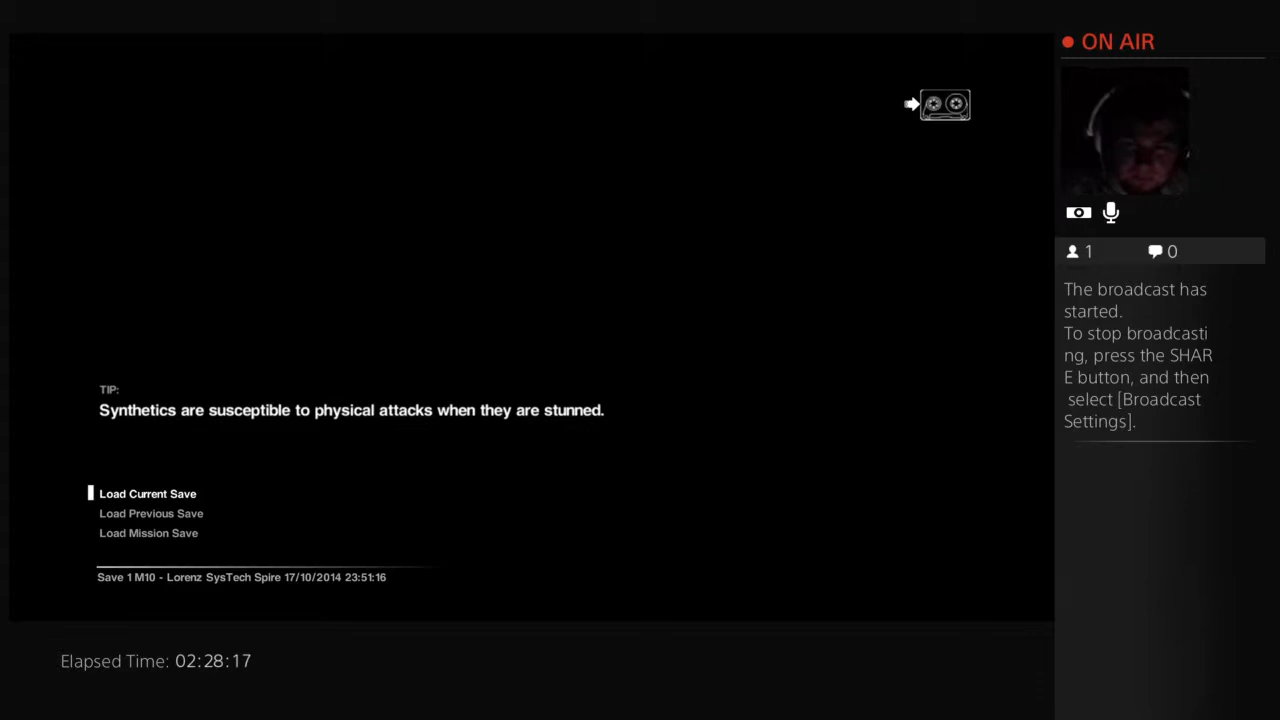 ON AIR
1 0
The broadcast has
started.
To stop broadcasti
ng, press the SHAR
E button, and then
select [Broadcast
Settings].
TIP:
Synthetics are susceptible to physical attacks when they are stunned.
Load Current Save
Load Previous Save
Load Mission Save
Save 1 M10 - Lorenz SysTech Spire 17/10/2014 23:51:16
Elapsed Time: 02:28:17